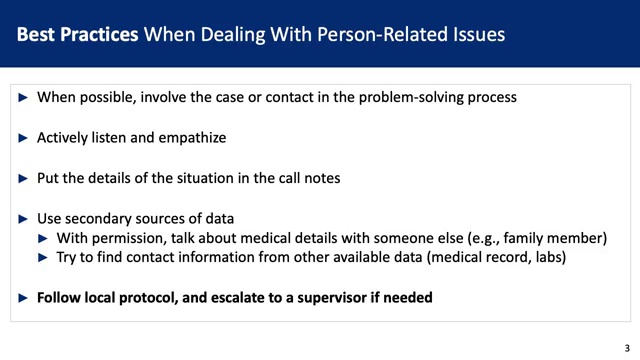 Best Practices When Dealing With Person-Related Issues
► When possible, involve the case or contact in the problem-solving process
► Actively listen and empathize
► Put the details of the situation in the call notes
► Use secondary sources of data
► With permission, talk about medical details with someone else (e.g., family member)
► Try to find contact information from other available data (medical record, labs)
► Follow local protocol, and escalate to a supervisor if needed
3